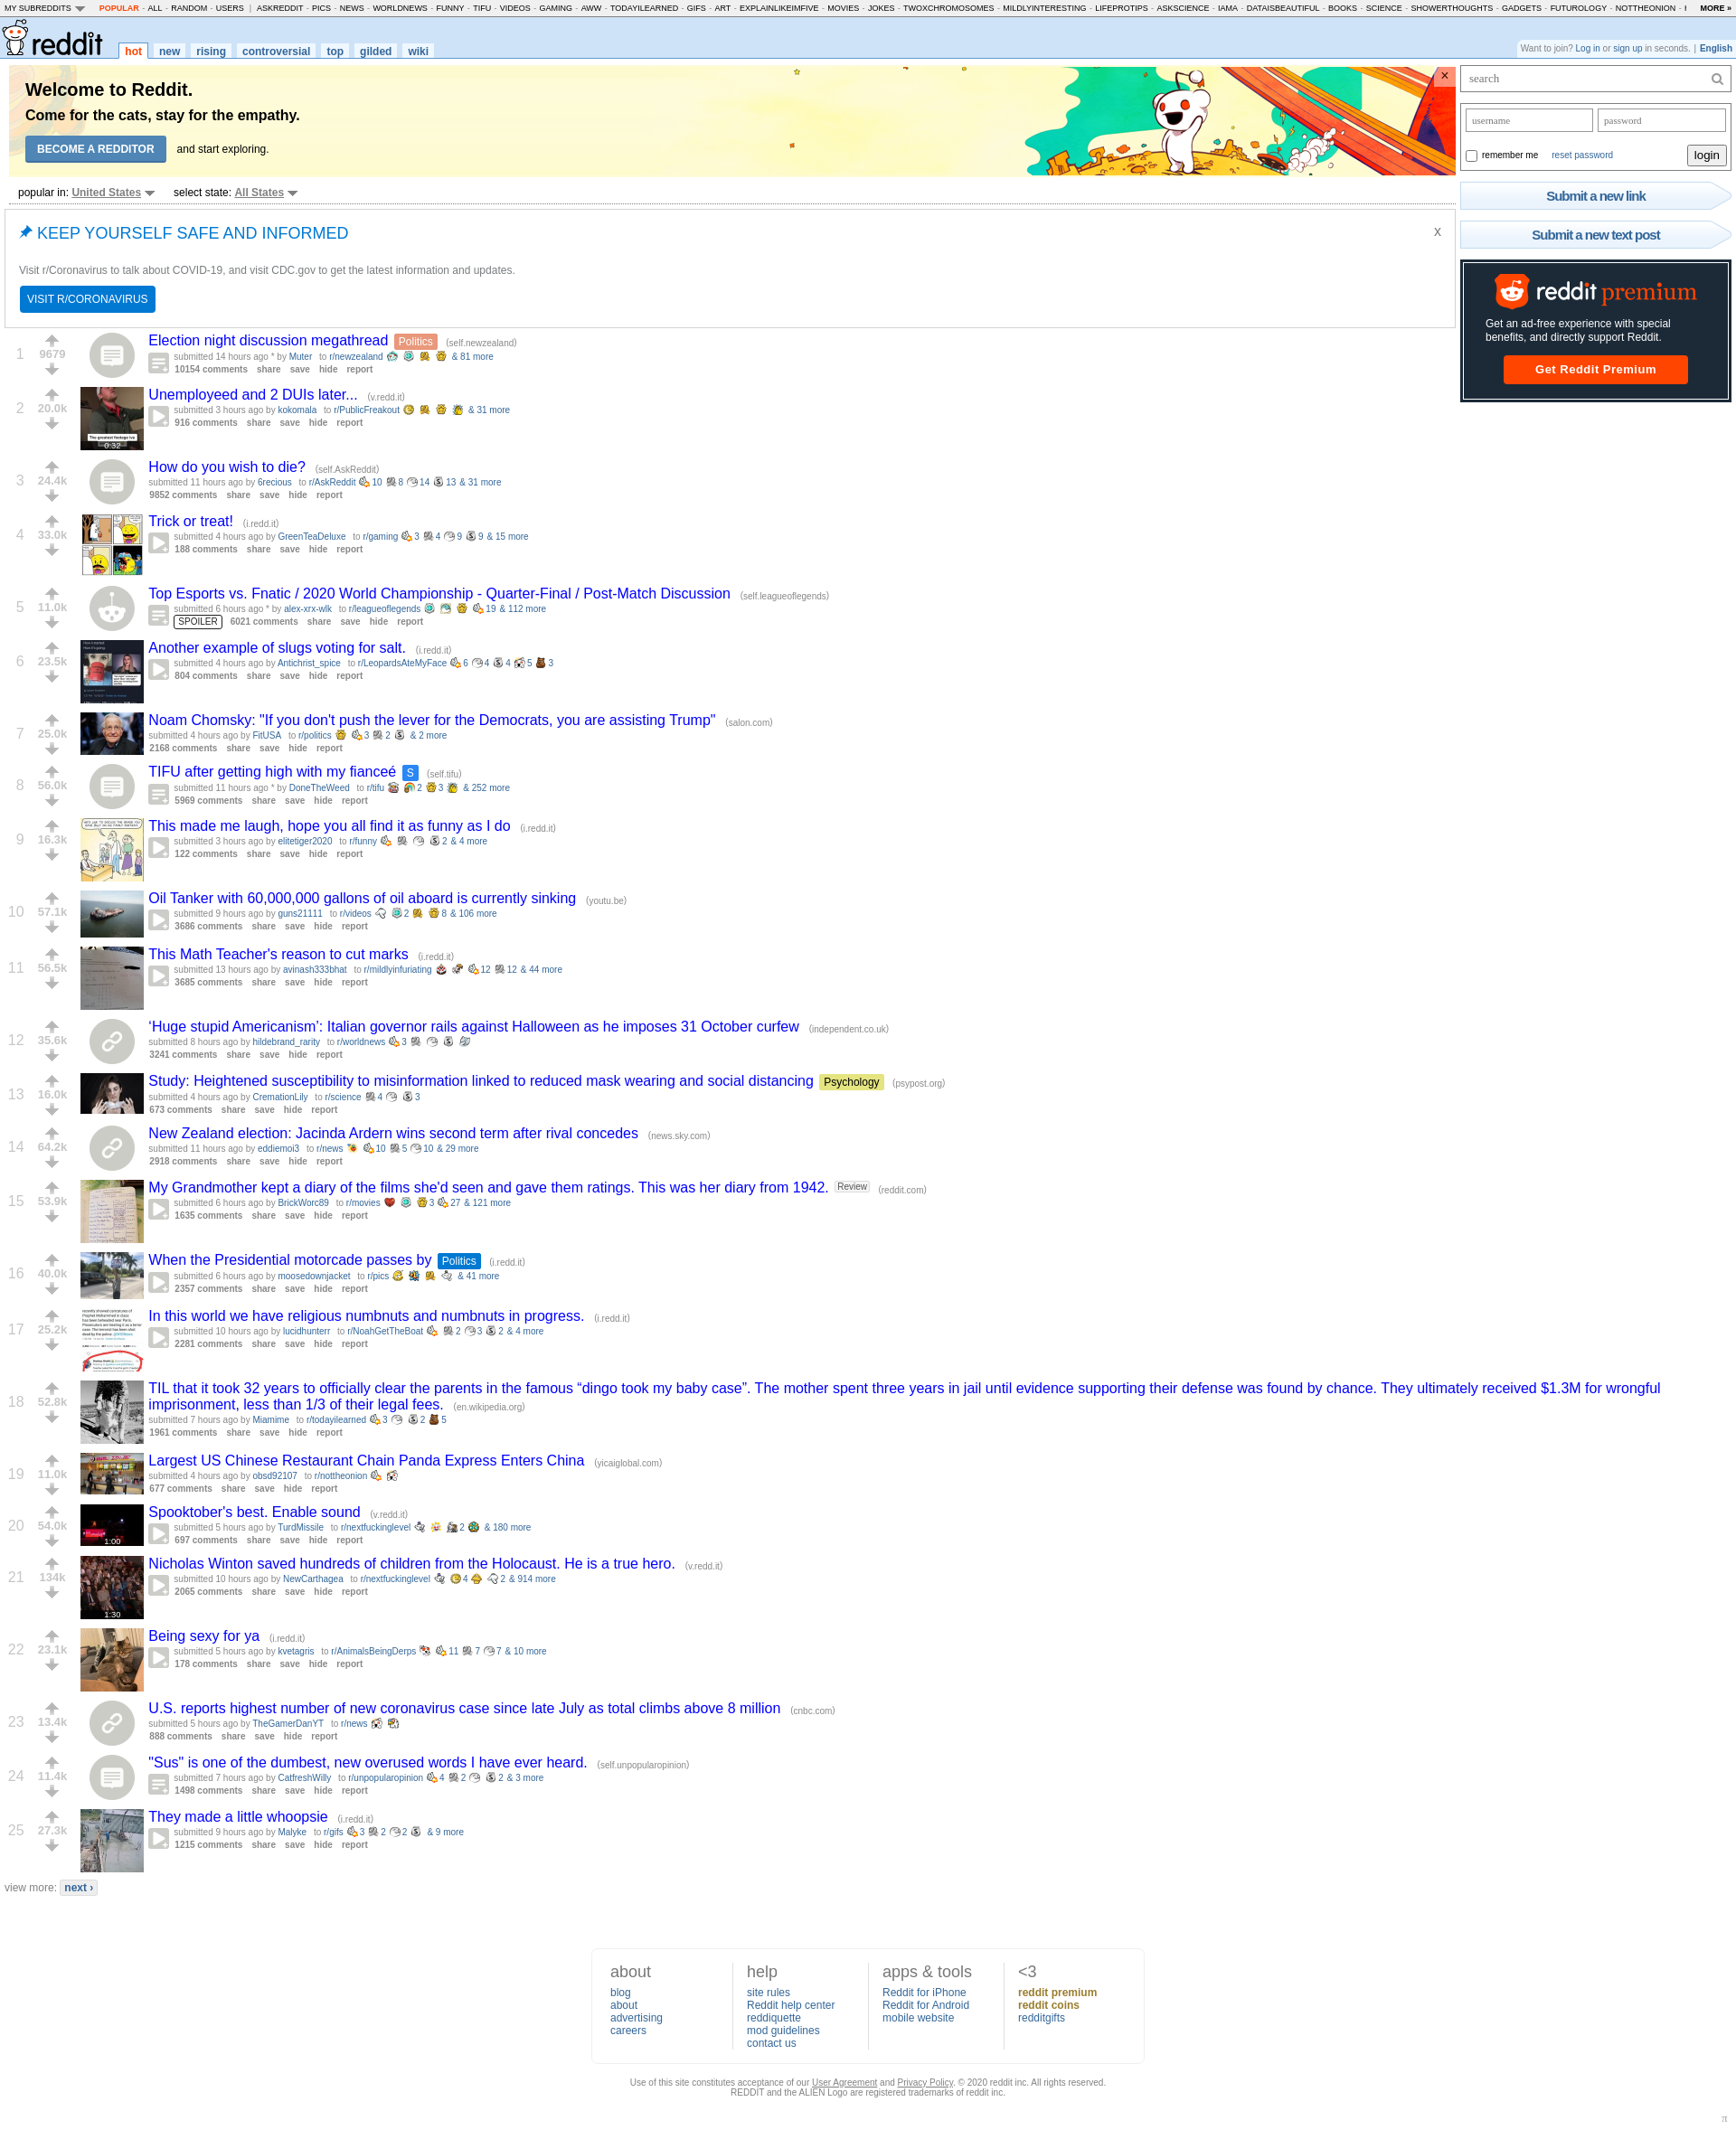 MY SUBREDDITS POPULAR - ALL - RANDOM - USERS | ASKREDDIT - PICS - NEWS - WORLDNEWS - FUNNY - TIFU - VIDEOS - GAMING - AWW - TODAYILEARNED - GIFS - ART - EXPLAINLIKEIMFIVE - MOVIES - JOKES - TWOXCHROMOSOMES - MILDLYINTERESTING - LIFEPROTIPS - ASKSCIENCE - IAMA - DATAISBEAUTIFUL - BOOKS - SCIENCE - SHOWERTHOUGHTS - GADGETS - FUTUROLOGY - NOTTHEONION - MORE »
reddit hot new rising controversial top gilded wiki
Want to join? Log in or sign up in seconds. | English
Welcome to Reddit.
Come for the cats, stay for the empathy.
BECOME A REDDITOR and start exploring.
×
popular in: United States select state: All States
KEEP YOURSELF SAFE AND INFORMED
X
Visit r/Coronavirus to talk about COVID-19, and visit CDC.gov to get the latest information and updates.
VISIT R/CORONAVIRUS
search
username password
remember me reset password login
Submit a new link
Submit a new text post
reddit premium
Get an ad-free experience with special
benefits, and directly support Reddit.
Get Reddit Premium
1 9679 Election night discussion megathread Politics (self.newzealand)
submitted 14 hours ago * by Muter to r/newzealand & 81 more
10154 comments share save hide report
2 20.0k Unemployeed and 2 DUIs later... (v.redd.it)
submitted 3 hours ago by kokomala to r/PublicFreakout & 31 more
916 comments share save hide report
0:32
3 24.4k How do you wish to die? (self.AskReddit)
submitted 11 hours ago by 6recious to r/AskReddit 10 8 14 13 & 31 more
9852 comments share save hide report
4 33.0k Trick or treat! (i.redd.it)
submitted 4 hours ago by GreenTeaDeluxe to r/gaming 3 4 9 9 & 15 more
188 comments share save hide report
5 11.0k Top Esports vs. Fnatic / 2020 World Championship - Quarter-Final / Post-Match Discussion (self.leagueoflegends)
submitted 6 hours ago * by alex-xrx-wlk to r/leagueoflegends 19 & 112 more
SPOILER 6021 comments share save hide report
6 23.5k Another example of slugs voting for salt. (i.redd.it)
submitted 4 hours ago by Antichrist_spice to r/LeopardsAteMyFace 6 4 4 5 3
804 comments share save hide report
7 25.0k Noam Chomsky: "If you don't push the lever for the Democrats, you are assisting Trump" (salon.com)
submitted 4 hours ago by FitUSA to r/politics 3 2 & 2 more
2168 comments share save hide report
8 56.0k TIFU after getting high with my fianceé S (self.tifu)
submitted 11 hours ago * by DoneTheWeed to r/tifu 2 3 & 252 more
5969 comments share save hide report
9 16.3k This made me laugh, hope you all find it as funny as I do (i.redd.it)
submitted 3 hours ago by elitetiger2020 to r/funny 2 & 4 more
122 comments share save hide report
10 57.1k Oil Tanker with 60,000,000 gallons of oil aboard is currently sinking (youtu.be)
submitted 9 hours ago by guns21111 to r/videos 2 8 & 106 more
3686 comments share save hide report
11 56.5k This Math Teacher's reason to cut marks (i.redd.it)
submitted 13 hours ago by avinash333bhat to r/mildlyinfuriating 12 12 & 44 more
3685 comments share save hide report
12 35.6k ‘Huge stupid Americanism’: Italian governor rails against Halloween as he imposes 31 October curfew (independent.co.uk)
submitted 8 hours ago by hildebrand_rarity to r/worldnews 3
3241 comments share save hide report
13 16.0k Study: Heightened susceptibility to misinformation linked to reduced mask wearing and social distancing Psychology (psypost.org)
submitted 4 hours ago by CremationLily to r/science 4 3
673 comments share save hide report
14 64.2k New Zealand election: Jacinda Ardern wins second term after rival concedes (news.sky.com)
submitted 11 hours ago by eddiemoi3 to r/news 10 5 10 & 29 more
2918 comments share save hide report
15 53.9k My Grandmother kept a diary of the films she'd seen and gave them ratings. This was her diary from 1942. Review (reddit.com)
submitted 6 hours ago by BrickWorc89 to r/movies 3 27 & 121 more
1635 comments share save hide report
16 40.0k When the Presidential motorcade passes by Politics (i.redd.it)
submitted 6 hours ago by moosedownjacket to r/pics & 41 more
2357 comments share save hide report
17 25.2k In this world we have religious numbnuts and numbnuts in progress. (i.redd.it)
submitted 10 hours ago by lucidhunterr to r/NoahGetTheBoat 2 3 2 & 4 more
2281 comments share save hide report
18 52.8k TIL that it took 32 years to officially clear the parents in the famous “dingo took my baby case”. The mother spent three years in jail until evidence supporting their defense was found by chance. They ultimately received $1.3M for wrongful
imprisonment, less than 1/3 of their legal fees. (en.wikipedia.org)
submitted 7 hours ago by Miamime to r/todayilearned 3 2 5
1961 comments share save hide report
19 11.0k Largest US Chinese Restaurant Chain Panda Express Enters China (yicaiglobal.com)
submitted 4 hours ago by obsd92107 to r/nottheonion
677 comments share save hide report
20 54.0k Spooktober's best. Enable sound (v.redd.it)
submitted 5 hours ago by TurdMissile to r/nextfuckinglevel 2 & 180 more
697 comments share save hide report
1:00
21 134k Nicholas Winton saved hundreds of children from the Holocaust. He is a true hero. (v.redd.it)
submitted 10 hours ago by NewCarthagea to r/nextfuckinglevel 4 2 & 914 more
2065 comments share save hide report
1:30
22 23.1k Being sexy for ya (i.redd.it)
submitted 5 hours ago by kvetagris to r/AnimalsBeingDerps 11 7 7 & 10 more
178 comments share save hide report
23 13.4k U.S. reports highest number of new coronavirus case since late July as total climbs above 8 million (cnbc.com)
submitted 5 hours ago by TheGamerDanYT to r/news
888 comments share save hide report
24 11.4k "Sus" is one of the dumbest, new overused words I have ever heard. (self.unpopularopinion)
submitted 7 hours ago by CatfreshWilly to r/unpopularopinion 4 2 2 & 3 more
1498 comments share save hide report
25 27.3k They made a little whoopsie (i.redd.it)
submitted 9 hours ago by Malyke to r/gifs 3 2 2 & 9 more
1215 comments share save hide report
view more: next ›
about help apps & tools <3
blog site rules Reddit for iPhone reddit premium
about Reddit help center Reddit for Android reddit coins
advertising reddiquette mobile website redditgifts
careers mod guidelines
contact us
Use of this site constitutes acceptance of our User Agreement and Privacy Policy. © 2020 reddit inc. All rights reserved.
REDDIT and the ALIEN Logo are registered trademarks of reddit inc.
π